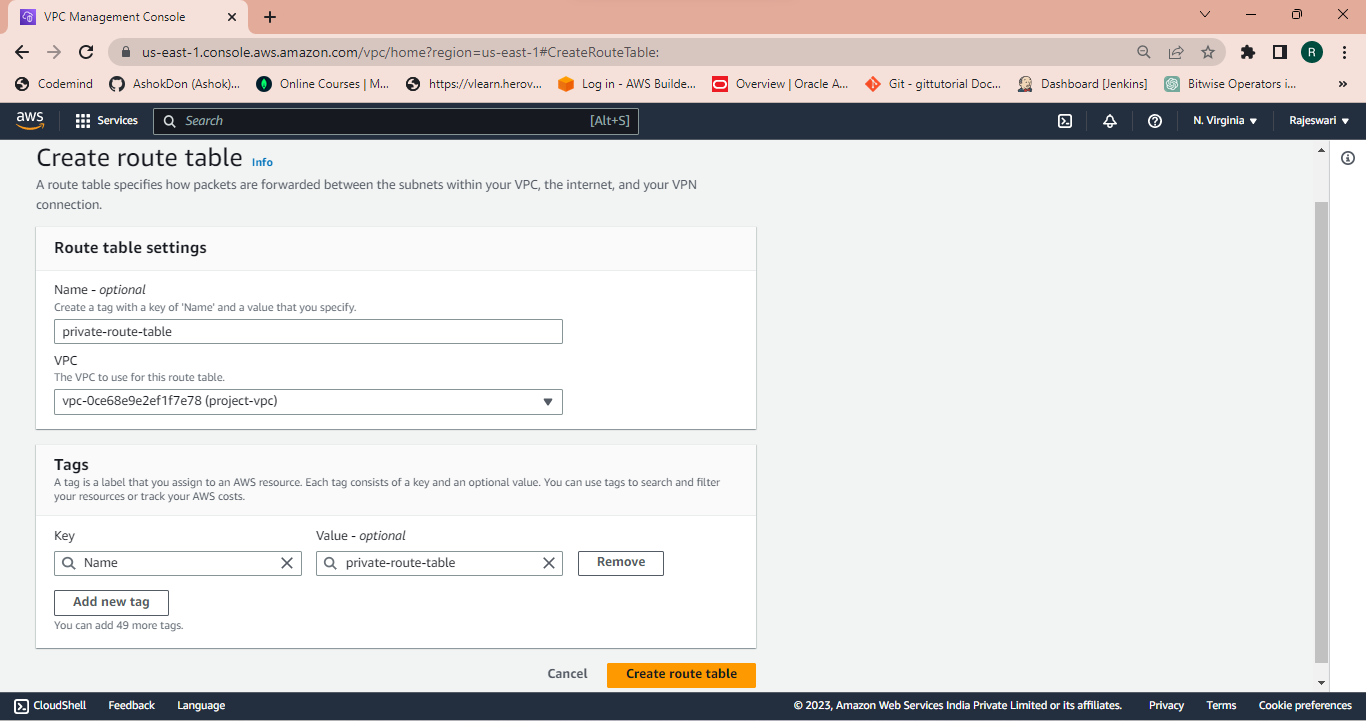 VPC Management Console
us-east-1.console.aws.amazon.com/vpc/home?region=us-east-1#CreateRouteTable:
R
Codemind
AshokDon (Ashok)...
Online Courses | M...
https://vlearn.herov...
Log in - AWS Builde...
Overview | Oracle A...
Git - gittutorial Doc...
Dashboard [Jenkins]
Bitwise Operators i...
aws
Services
Search
[Alt+S]
N. Virginia
Rajeswari
Create route table Info
A route table specifies how packets are forwarded between the subnets within your VPC, the internet, and your VPN
connection.
Route table settings
Name - optional
Create a tag with a key of 'Name' and a value that you specify.
private-route-table
VPC
The VPC to use for this route table.
vpc-0ce68e9e2ef1f7e78 (project-vpc)
Tags
A tag is a label that you assign to an AWS resource. Each tag consists of a key and an optional value. You can use tags to search and filter
your resources or track your AWS costs.
Key
Value - optional
Name
private-route-table
Remove
Add new tag
You can add 49 more tags.
Cancel
Create route table
CloudShell
Feedback
Language
© 2023, Amazon Web Services India Private Limited or its affiliates.
Privacy
Terms
Cookie preferences